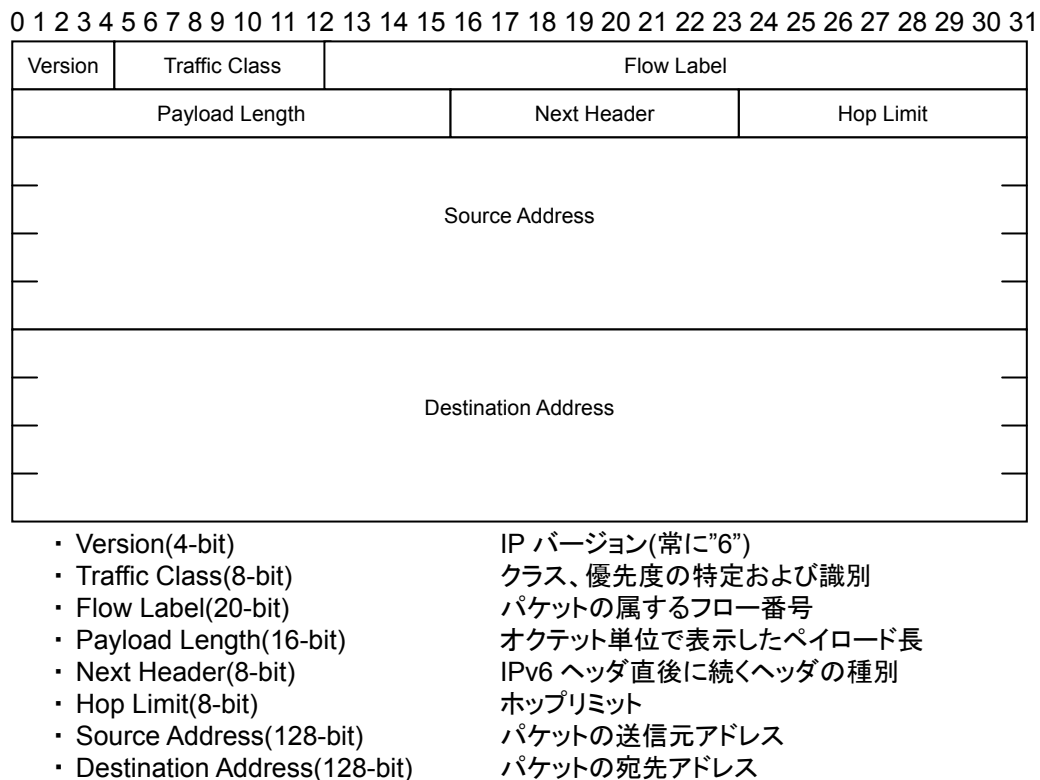 0 1 2 3 4 5 6 7 8 9 10 11 12 13 14 15 16 17 18 19 20 21 22 23 24 25 26 27 28 29 30 31
Version Traffic Class Flow Label
Payload Length Next Header Hop Limit
Source Address
Destination Address
・Version(4-bit) IP バージョン(常に”6”)
・Traffic Class(8-bit) クラス、優先度の特定および識別
・Flow Label(20-bit) パケットの属するフロー番号
・Payload Length(16-bit) オクテット単位で表示したペイロード長
・Next Header(8-bit) IPv6 ヘッダ直後に続くヘッダの種別
・Hop Limit(8-bit) ホップリミット
・Source Address(128-bit) パケットの送信元アドレス
・Destination Address(128-bit) パケットの宛先アドレス